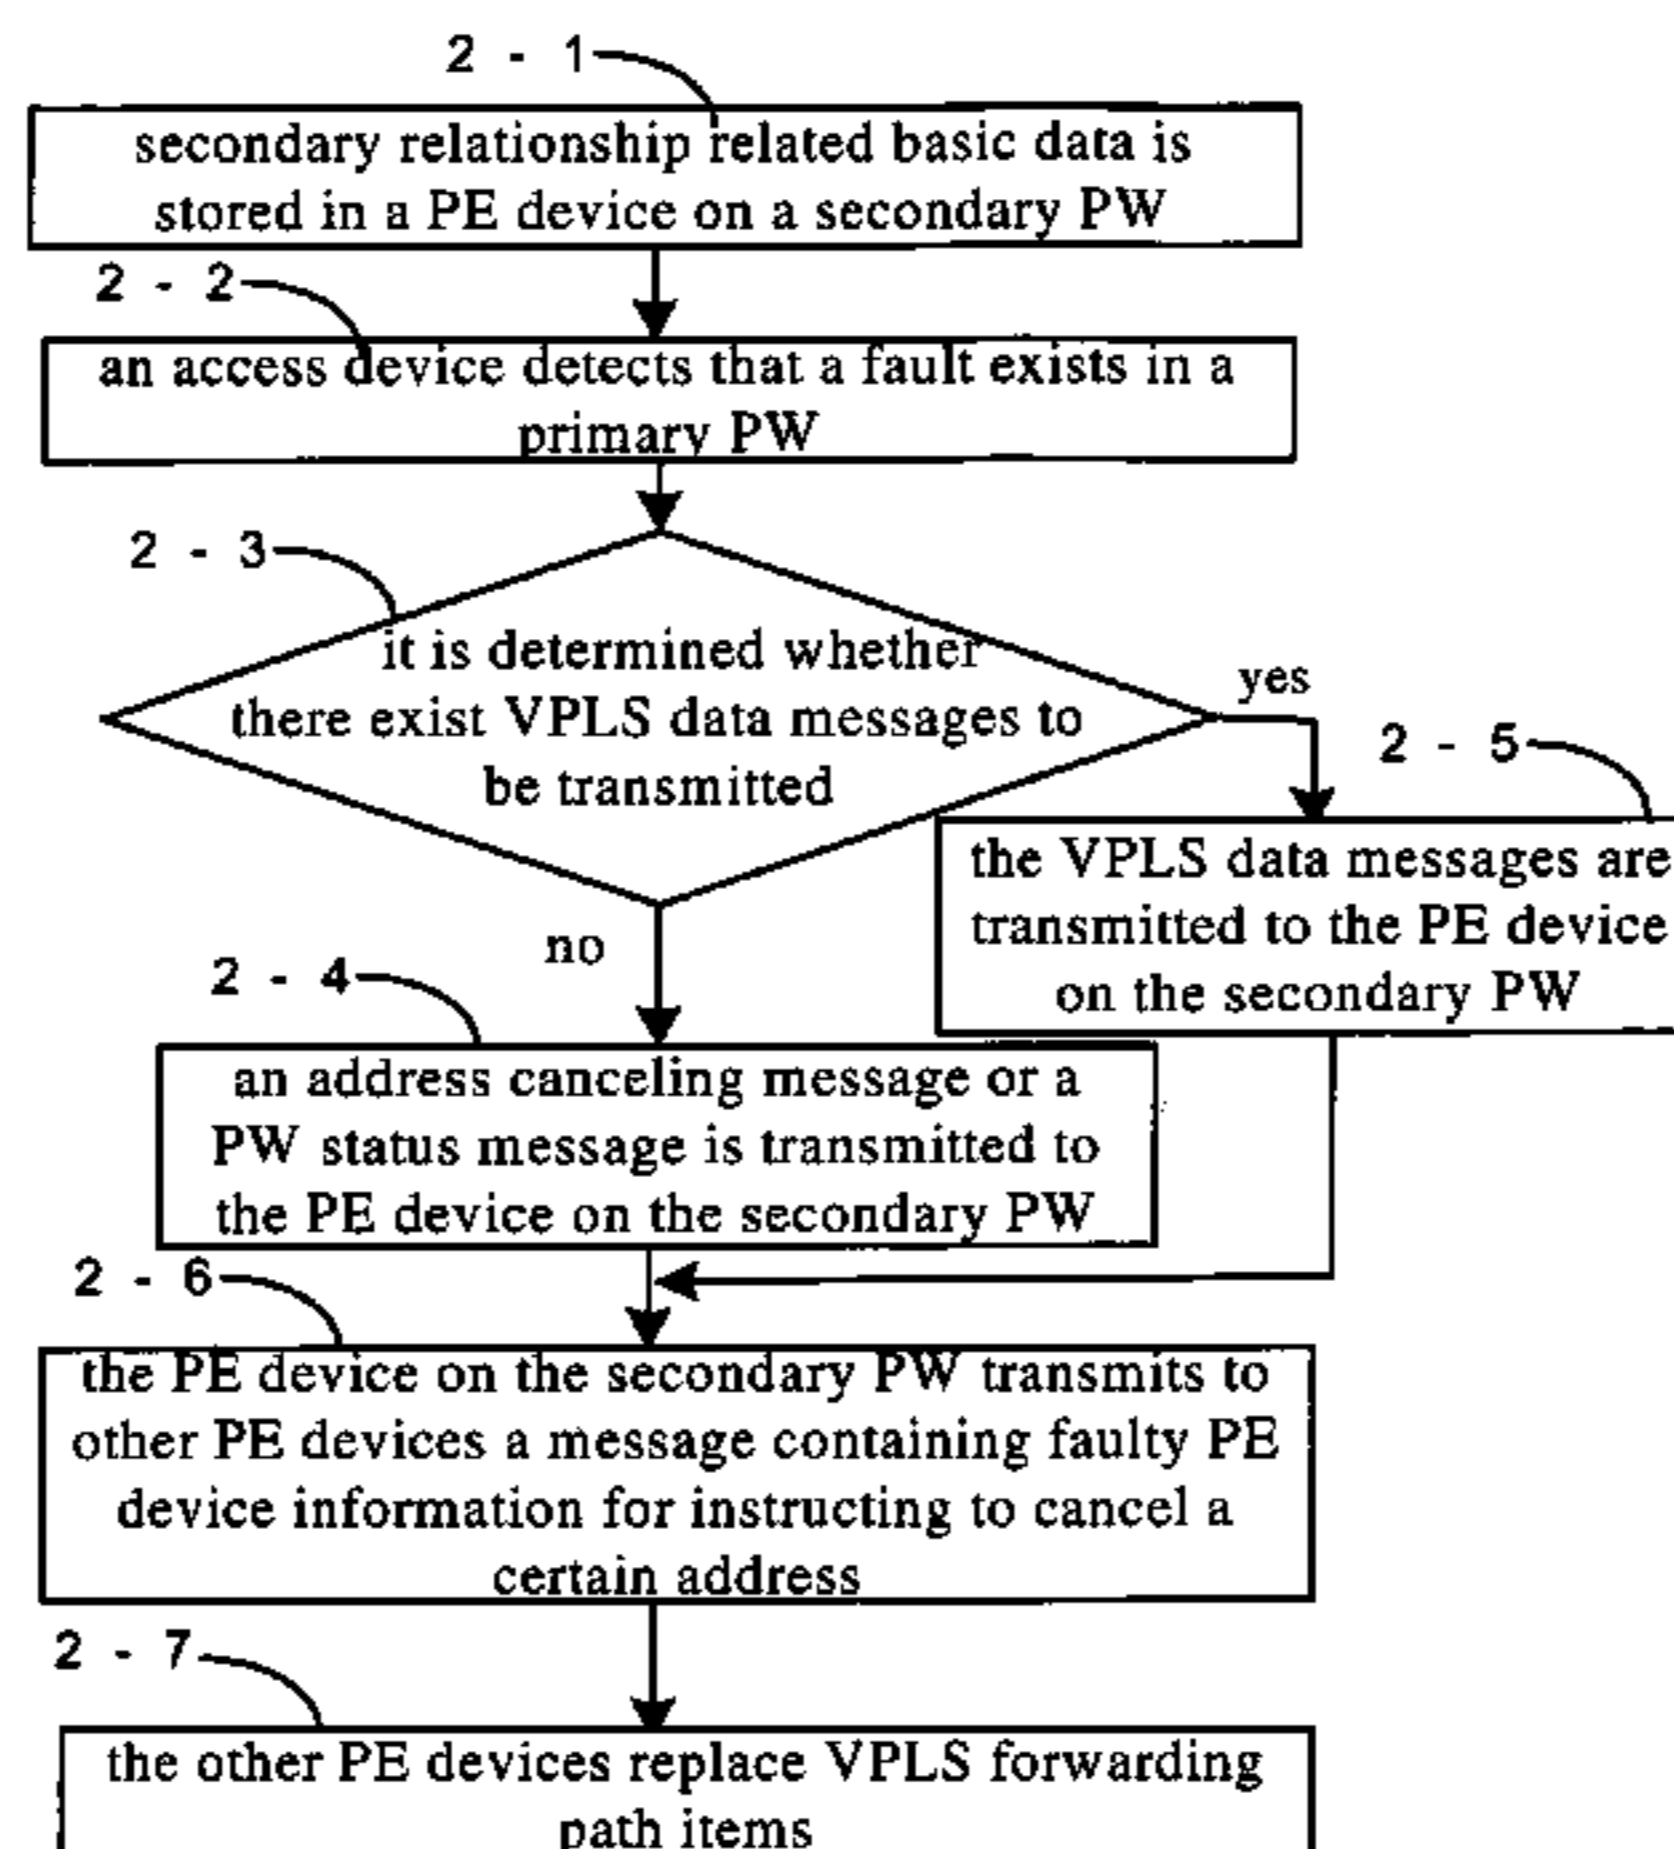 2 - 1
secondary relationship related basic data is
stored in a PE device on a secondary PW
2 - 2
an access device detects that a fault exists in a
primary PW
2 - 3
it is determined whether
there exist VPLS data messages to
be transmitted
yes
2 - 5
the VPLS data messages are
transmitted to the PE device
on the secondary PW
no
2 - 4
an address canceling message or a
PW status message is transmitted to
the PE device on the secondary PW
2 - 6
the PE device on the secondary PW transmits to
other PE devices a message containing faulty PE
device information for instructing to cancel a
certain address
2 - 7
the other PE devices replace VPLS forwarding
path items